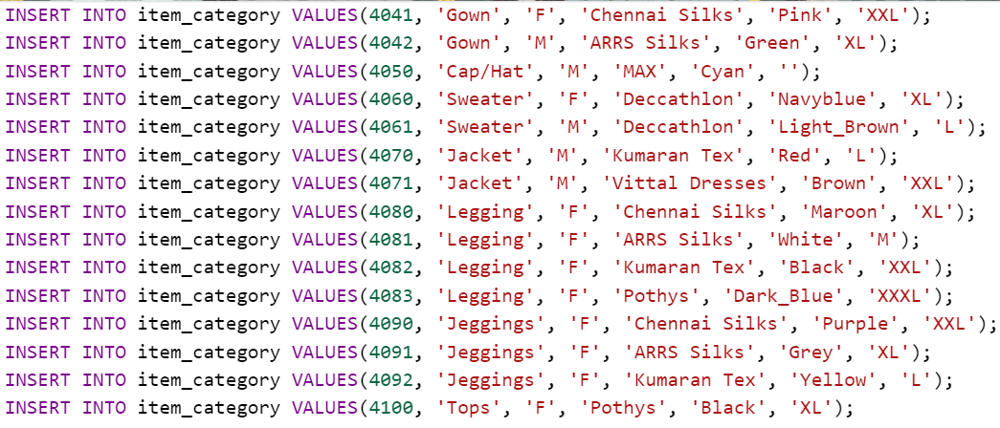 INSERT INTO item_category VALUES(4041, 'Gown', 'F', 'Chennai Silks', 'Pink', 'XXL');
INSERT INTO item_category VALUES(4042, 'Gown', 'M', 'ARRS Silks', 'Green', 'XL');
INSERT INTO item_category VALUES(4050, 'Cap/Hat', 'M', 'MAX', 'Cyan', '');
INSERT INTO item_category VALUES(4060, 'Sweater', 'F', 'Deccathlon', 'Navyblue', 'XL');
INSERT INTO item_category VALUES(4061, 'Sweater', 'M', 'Deccathlon', 'Light_Brown', 'L');
INSERT INTO item_category VALUES(4070, 'Jacket', 'M', 'Kumaran Tex', 'Red', 'L');
INSERT INTO item_category VALUES(4071, 'Jacket', 'M', 'Vittal Dresses', 'Brown', 'XXL');
INSERT INTO item_category VALUES(4080, 'Legging', 'F', 'Chennai Silks', 'Maroon', 'XL');
INSERT INTO item_category VALUES(4081, 'Legging', 'F', 'ARRS Silks', 'White', 'M');
INSERT INTO item_category VALUES(4082, 'Legging', 'F', 'Kumaran Tex', 'Black', 'XXL');
INSERT INTO item_category VALUES(4083, 'Legging', 'F', 'Pothys', 'Dark_Blue', 'XXXL');
INSERT INTO item_category VALUES(4090, 'Jeggings', 'F', 'Chennai Silks', 'Purple', 'XXL');
INSERT INTO item_category VALUES(4091, 'Jeggings', 'F', 'ARRS Silks', 'Grey', 'XL');
INSERT INTO item_category VALUES(4092, 'Jeggings', 'F', 'Kumaran Tex', 'Yellow', 'L');
INSERT INTO item_category VALUES(4100, 'Tops', 'F', 'Pothys', 'Black', 'XL');